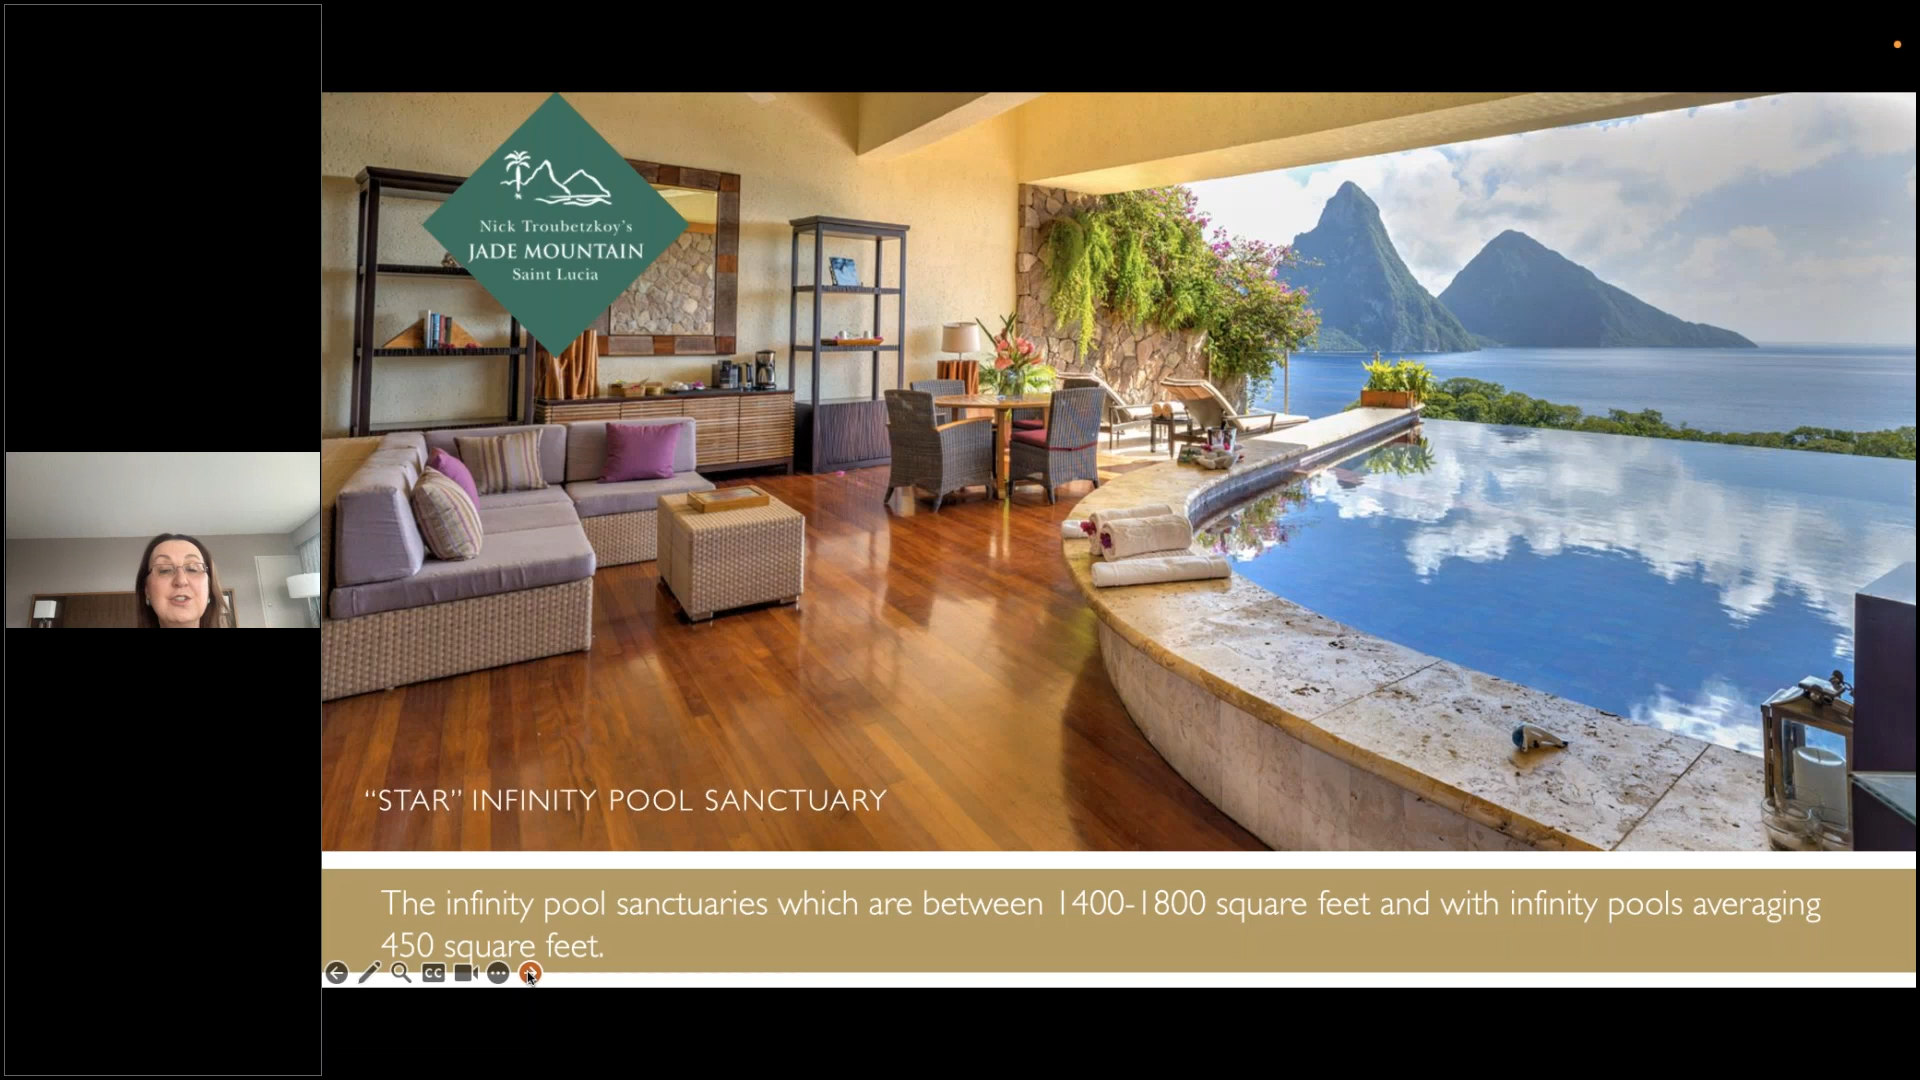 Nick Troubetzkoy's
JADE MOUNTAIN
Saint Lucia
“STAR” INFINITY POOL SANCTUARY
The infinity pool sanctuaries which are between 1400-1800 square feet and with infinity pools averaging
450 square feet.
CC